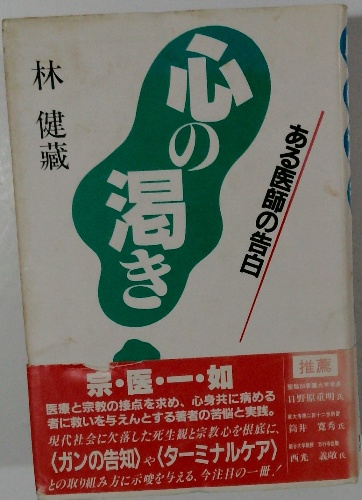 林 健藏
心の渇き
ある医師の告白
宗・医・一・如
医療と宗教の接点を求め、心身共に病める
者に救いを与えんとする著者の苦悩と実践。
現代社会に欠落した死生観と宗教心を根底に、
〈ガンの告知〉や〈ターミナルケア〉
との取り組み方に示唆を与える、今注目の一冊！
推薦
日野原重明氏
筒井 寛秀氏
西光 義敞氏